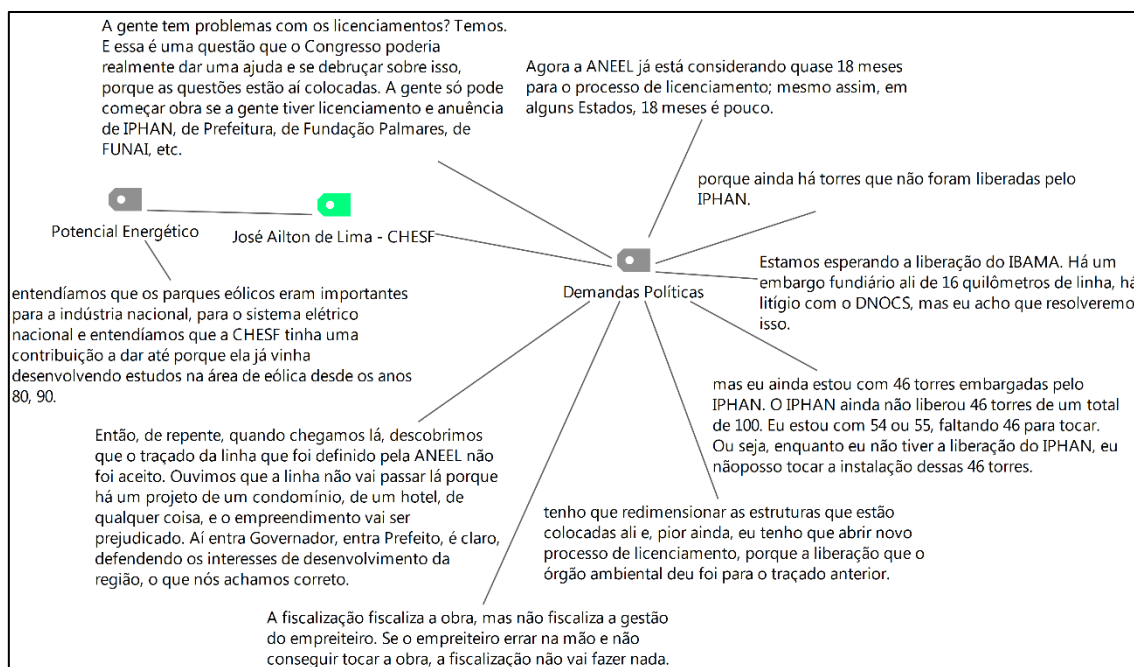 A gente tem problemas com os licenciamentos? Temos.
E essa é uma questão que o Congresso poderia
realmente dar uma ajuda e se debruçar sobre isso,
porque as questões estão aí colocadas. A gente só pode
começar obra se a gente tiver licenciamento e anuência
de IPHAN, de Prefeitura, de Fundação Palmares, de
FUNAI, etc.
Agora a ANEEL já está considerando quase 18 meses
para o processo de licenciamento; mesmo assim, em
alguns Estados, 18 meses é pouco.
porque ainda há torres que não foram liberadas pelo
IPHAN.
Potencial Energético
José Ailton de Lima - CHESF
Demandas Políticas
Estamos esperando a liberação do IBAMA. Há um
embargo fundiário ali de 16 quilômetros de linha, há
litígio com o DNOCS, mas eu acho que resolveremos
isso.
entendíamos que os parques eólicos eram importantes
para a indústria nacional, para o sistema elétrico
nacional e entendíamos que a CHESF tinha uma
contribuição a dar até porque ela já vinha
desenvolvendo estudos na área de eólica desde os anos
80, 90.
mas eu ainda estou com 46 torres embargadas pelo
IPHAN. O IPHAN ainda não liberou 46 torres de um total
de 100. Eu estou com 54 ou 55, faltando 46 para tocar.
Ou seja, enquanto eu não tiver a liberação do IPHAN, eu
nãoposso tocar a instalação dessas 46 torres.
Então, de repente, quando chegamos lá, descobrimos
que o traçado da linha que foi definido pela ANEEL não
foi aceito. Ouvimos que a linha não vai passar lá porque
há um projeto de um condomínio, de um hotel, de
qualquer coisa, e o empreendimento vai ser
prejudicado. Aí entra Governador, entra Prefeito, é claro,
defendendo os interesses de desenvolvimento da
região, o que nós achamos correto.
tenho que redimensionar as estruturas que estão
colocadas ali e, pior ainda, eu tenho que abrir novo
processo de licenciamento, porque a liberação que o
órgão ambiental deu foi para o traçado anterior.
A fiscalização fiscaliza a obra, mas não fiscaliza a gestão
do empreiteiro. Se o empreiteiro errar na mão e não
conseguir tocar a obra, a fiscalização não vai fazer nada.